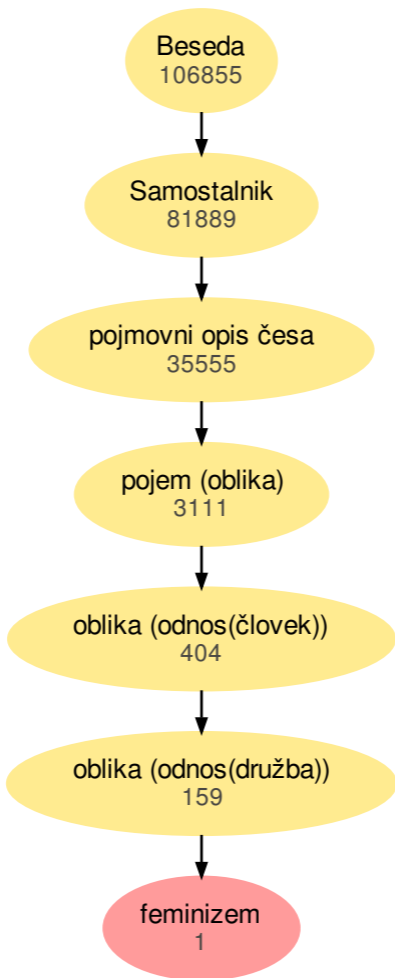 Beseda
106855
Samostalnik
81889
pojmovni opis česa
35555
pojem (oblika)
3111
oblika (odnos(človek))
404
oblika (odnos(družba))
159
feminizem
1